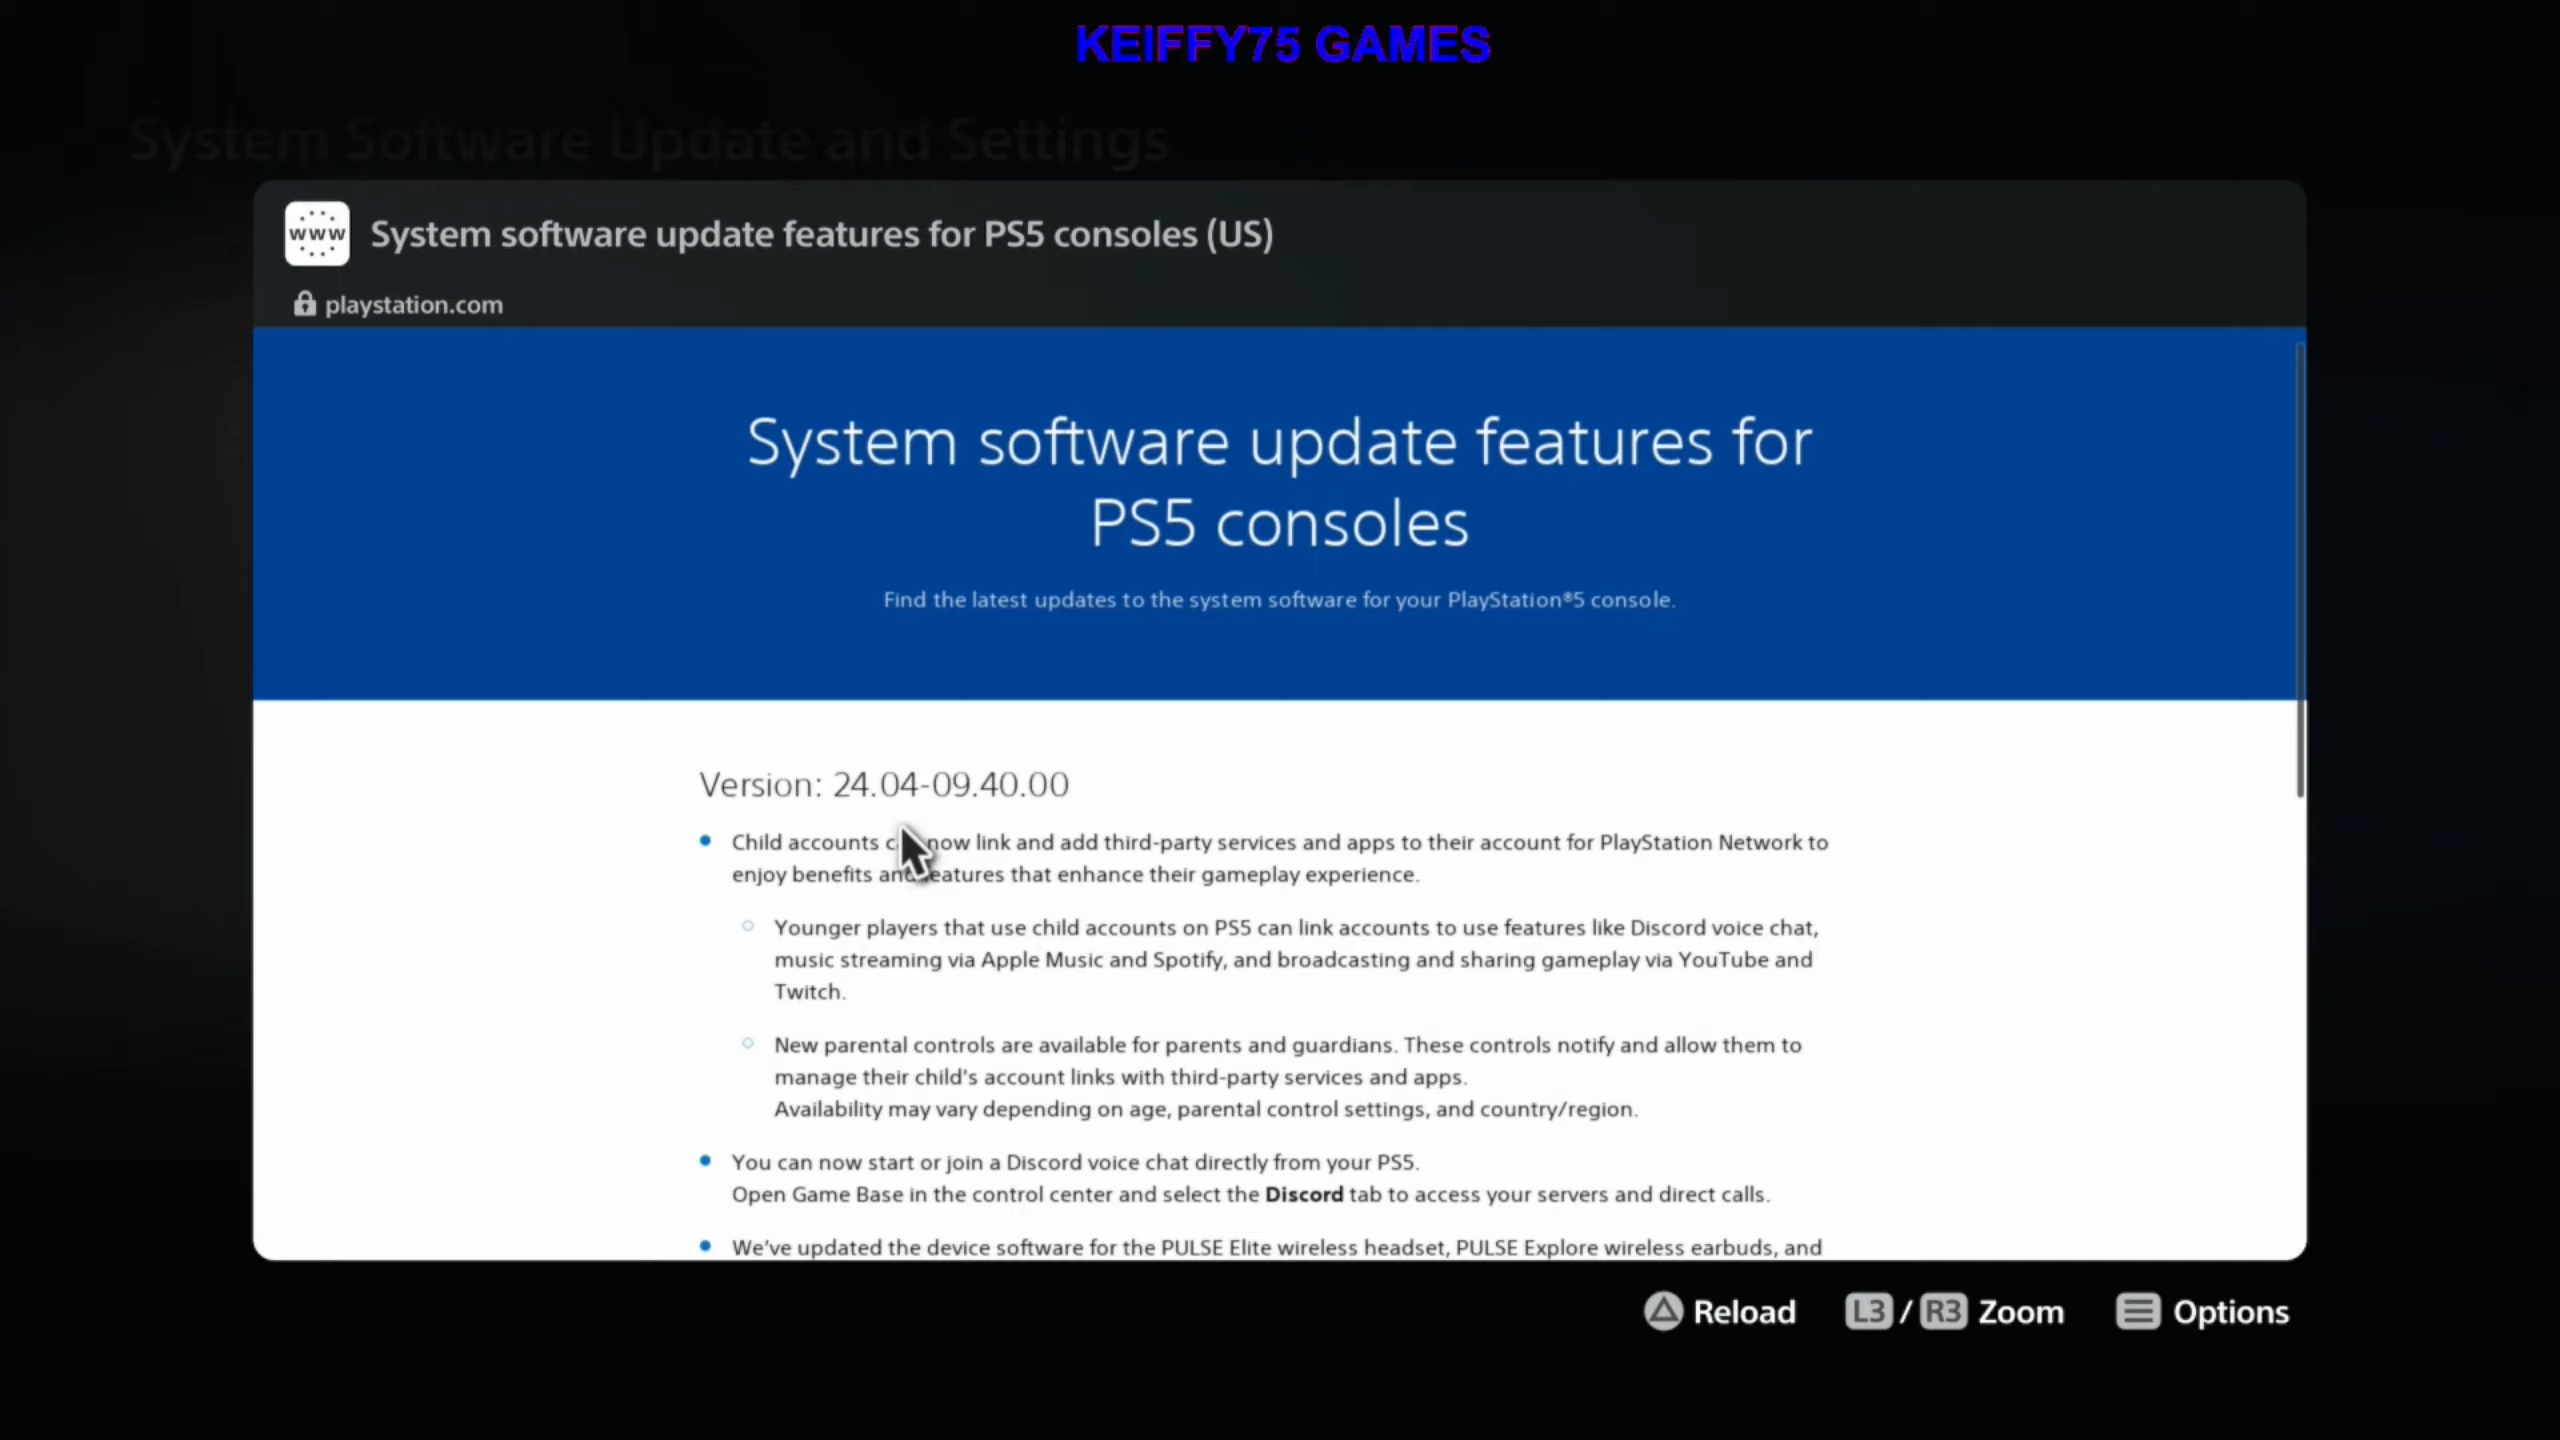 KEIFFY75 GAMES
System Software Update and Settings
www
System software update features for PS5 consoles (US)
playstation.com
System software update features for
PS5 consoles
Find the latest updates to the system software for your PlayStation®5 console.
Version: 24.04-09.40.00
Child accounts now link and add third-party services and apps to their account for PlayStation Network to
enjoy benefits and features that enhance their gameplay experience.
Younger players that use child accounts on PS5 can link accounts to use features like Discord voice chat,
music streaming via Apple Music and Spotify, and broadcasting and sharing gameplay via YouTube and
Twitch.
New parental controls are available for parents and guardians. These controls notify and allow them to
manage their child's account links with third-party services and apps.
Availability may vary depending on age, parental control settings, and country/region.
You can now start or join a Discord voice chat directly from your PS5.
Open Game Base in the control center and select the Discord tab to access your servers and direct calls.
We've updated the device software for the PULSE Elite wireless headset, PULSE Explore wireless earbuds, and
Reload L3 / R3 Zoom Options